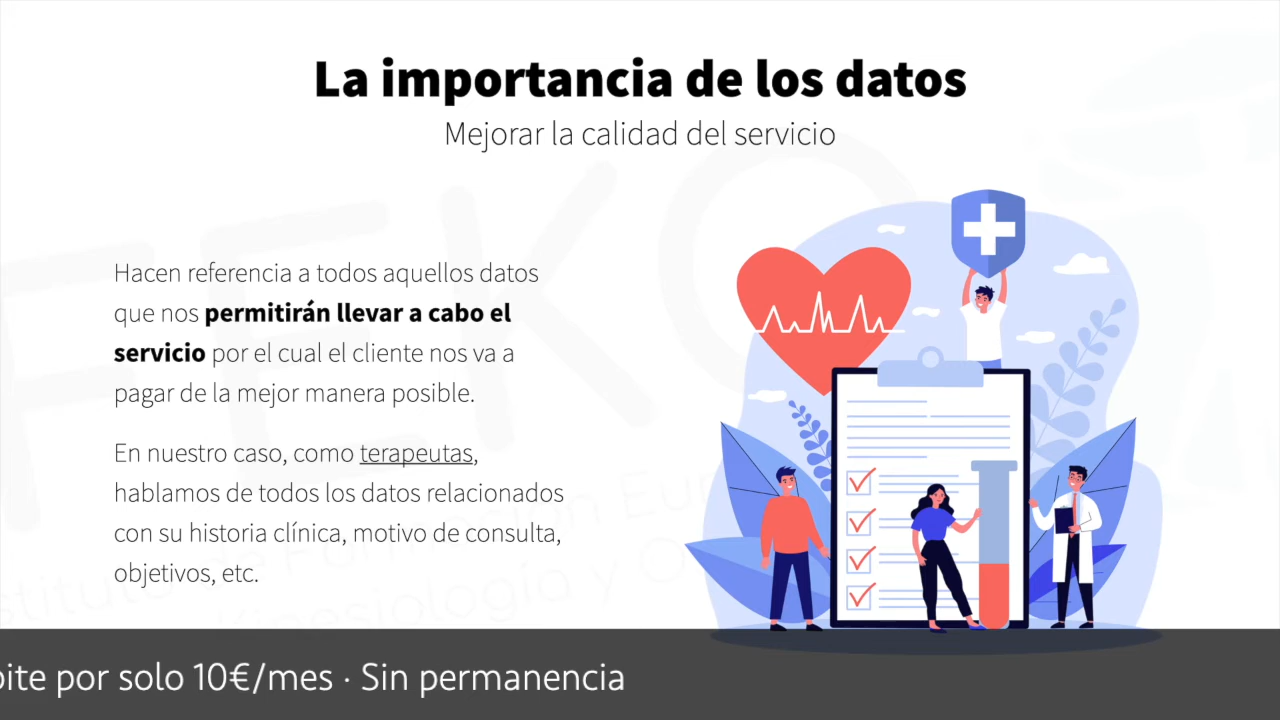 La importancia de los datos
Mejorar la calidad del servicio
Hacen referencia a todos aquellos datos
que nos permitirán llevar a cabo el
servicio por el cual el cliente nos va a
pagar de la mejor manera posible.
En nuestro caso, como terapeutas,
hablamos de todos los datos relacionados
con su historia clínica, motivo de consulta,
objetivos, etc.
por solo 10€/mes · Sin permanencia